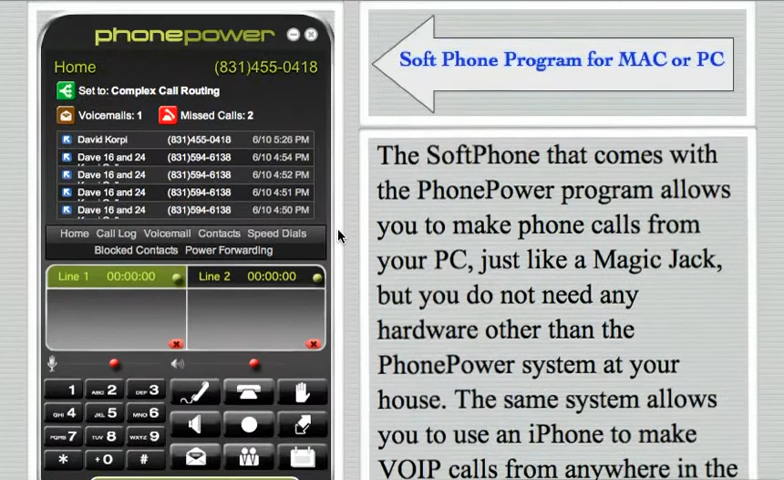 phonepower
Home (831)455-0418
Set to: Complex Call Routing
Voicemails: 1 Missed Calls: 2
David Korpi (831)455-0418 6/10 5:26 PM
Dave 16 and 24 (831)594-6138 6/10 4:54 PM
Dave 16 and 24 (831)594-6138 6/10 4:52 PM
Dave 16 and 24 (831)594-6138 6/10 4:51 PM
Dave 16 and 24 (831)594-6138 6/10 4:50 PM
Home Call Log Voicemail Contacts Speed Dials
Blocked Contacts Power Forwarding
Line 1 00:00:00 Line 2 00:00:00
1 ABC 2 DEF 3
GHI 4 JKL 5 MNO 6
PQRS 7 TUV 8 WXYZ 9
* +0 #
Soft Phone Program for MAC or PC
The SoftPhone that comes with
the PhonePower program allows
you to make phone calls from
your PC, just like a Magic Jack,
but you do not need any
hardware other than the
PhonePower system at your
house. The same system allows
you to use an iPhone to make
VOIP calls from anywhere in the